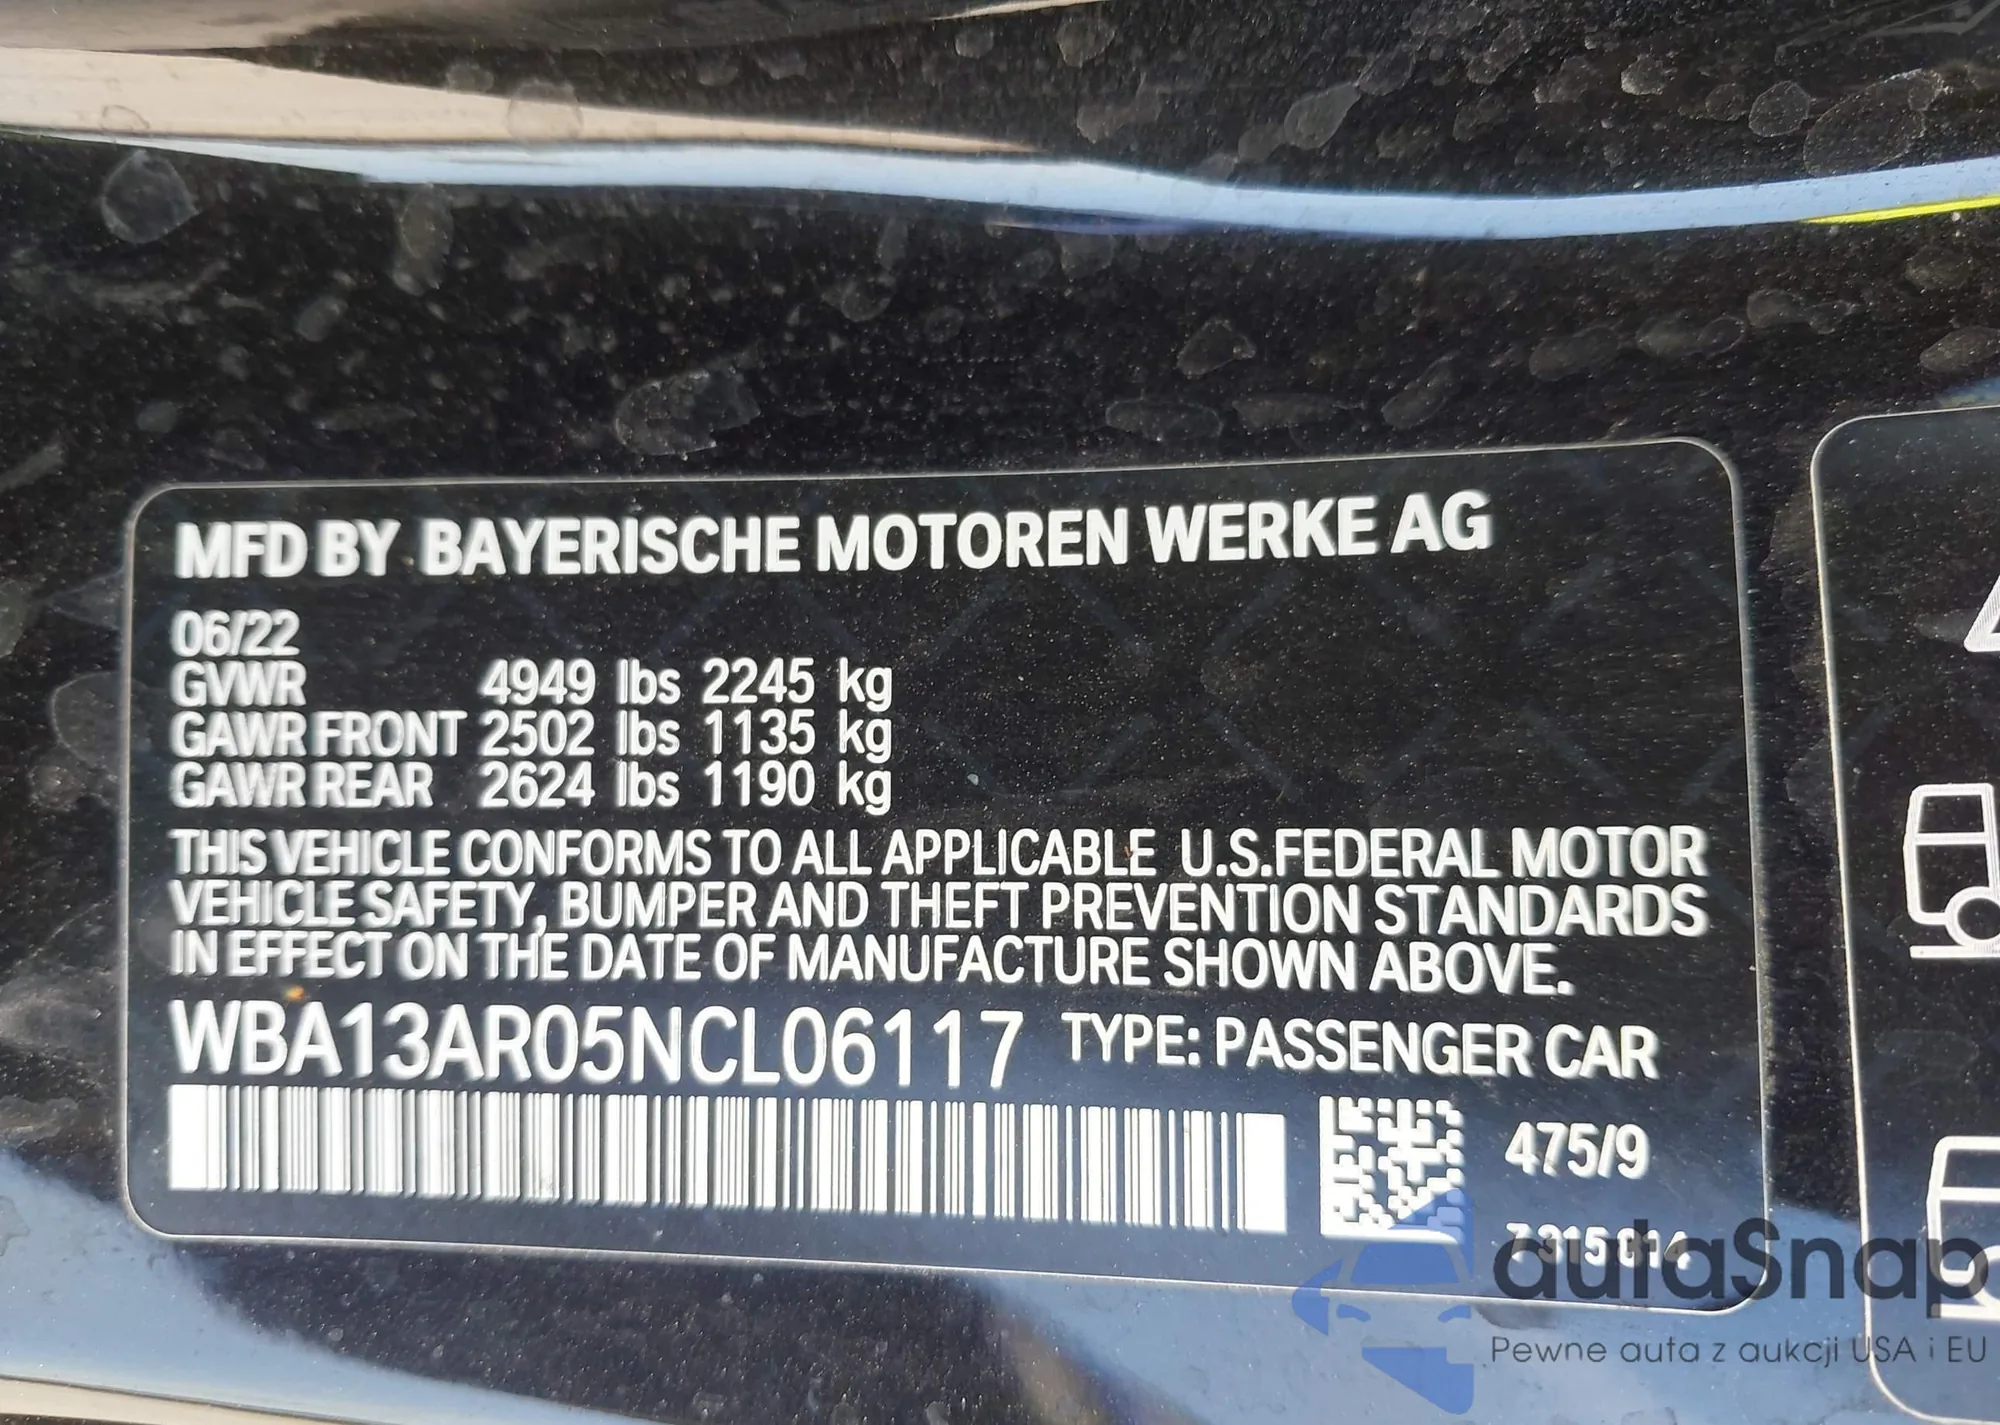 MFD BY BAYERISCHE MOTOREN WERKE AG
06/22
GVWR 4949 lbs 2245 kg
GAWR FRONT 2502 lbs 1135 kg
GAWR REAR 2624 lbs 1190 kg
THIS VEHICLE CONFORMS TO ALL APPLICABLE U.S.FEDERAL MOTOR
VEHICLE SAFETY, BUMPER AND THEFT PREVENTION STANDARDS
IN EFFECT ON THE DATE OF MANUFACTURE SHOWN ABOVE.
WBA13AR05NCL06117 TYPE: PASSENGER CAR
475/9
autaSnap
Pewne auta z aukcji USA i EU